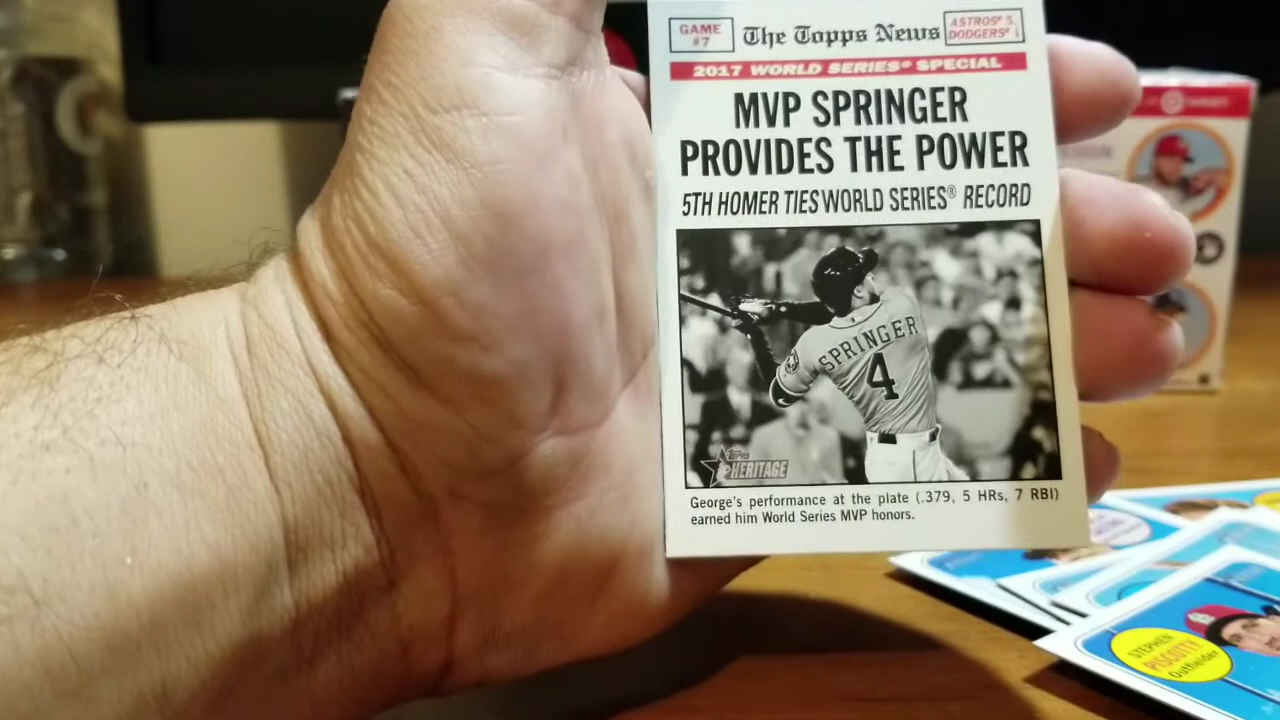 GAME
#7
The Topps News
ASTROS® 5,
DODGERS® 1
2017 WORLD SERIES® SPECIAL
MVP SPRINGER
PROVIDES THE POWER
5TH HOMER TIES WORLD SERIES® RECORD
SPRINGER
4
Topps
HERITAGE
George's performance at the plate (.379, 5 HRs, 7 RBI)
earned him World Series MVP honors.
STEPHEN
PISCOTTY
Outfielder